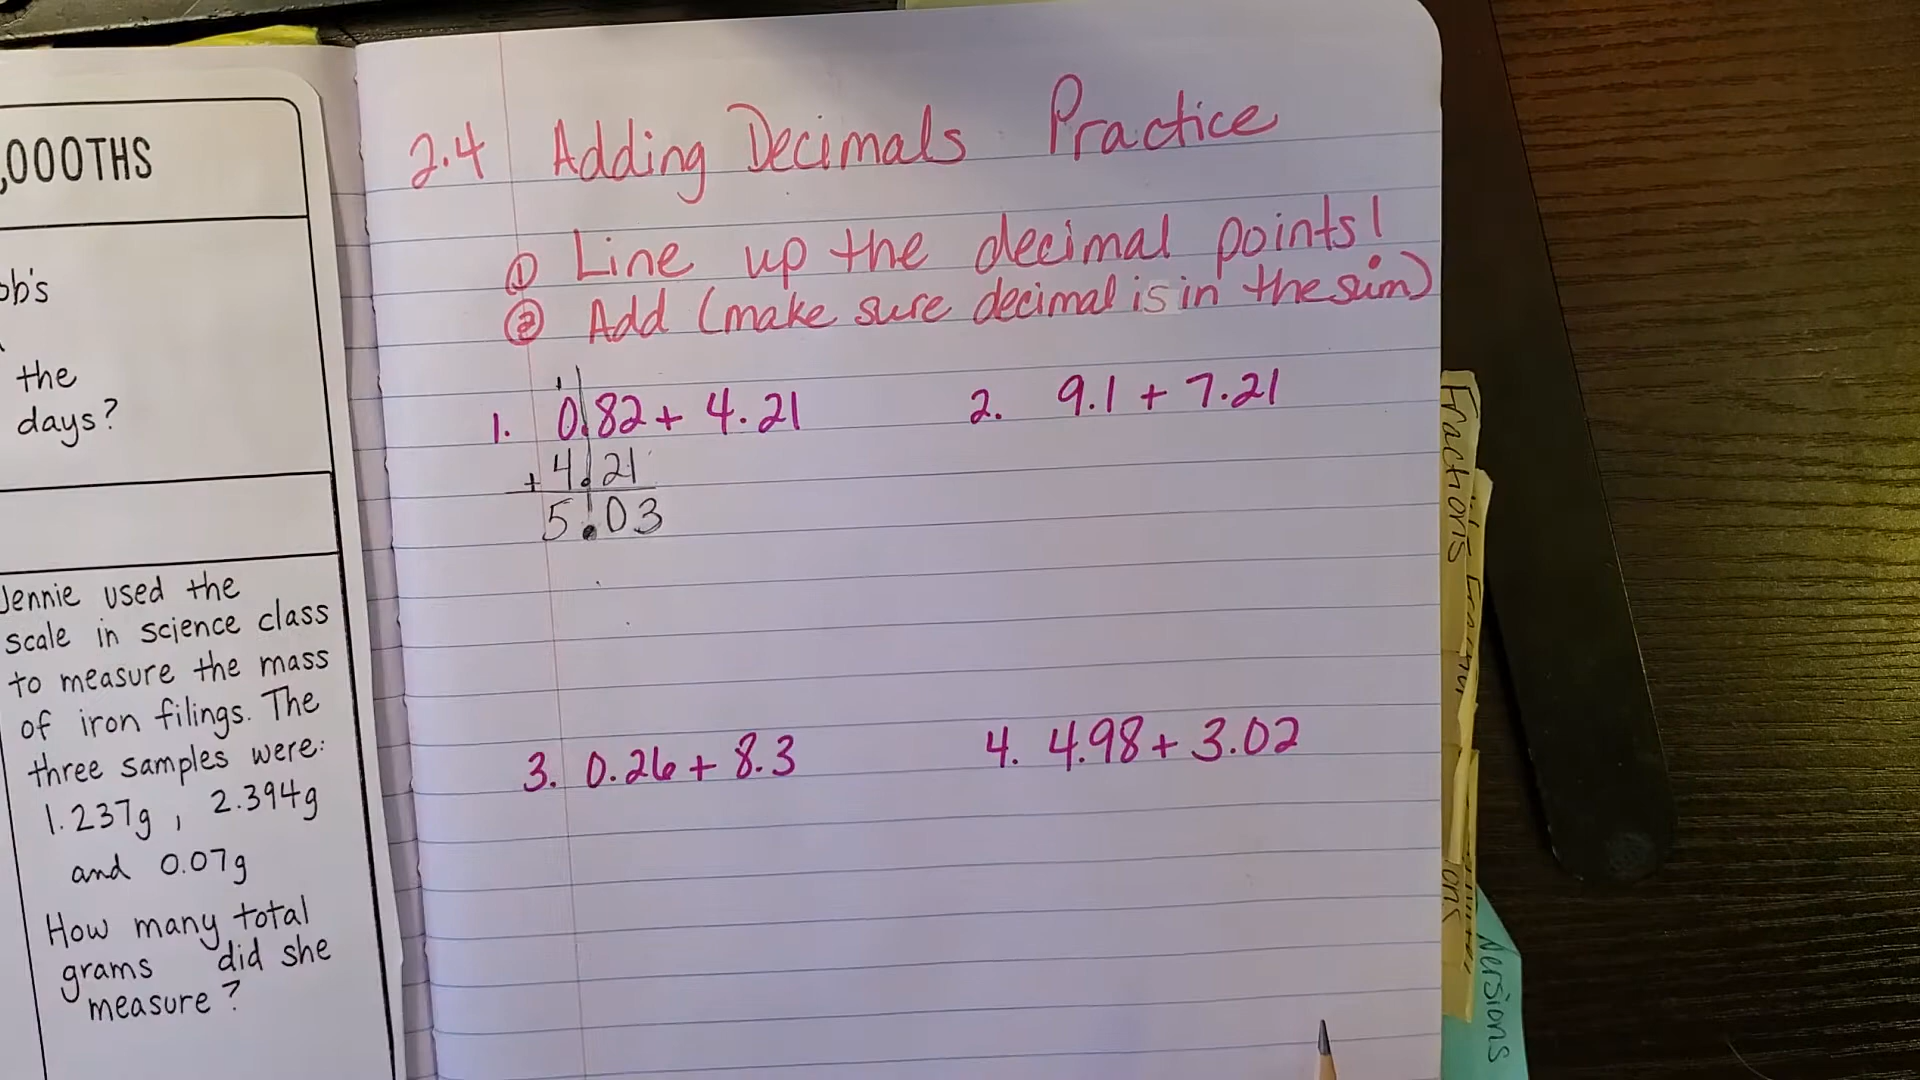 ,000THS
ob's
the
days?
Jennie used the
scale in science class
to measure the mass
of iron filings. The
three samples were:
1.237g, 2.394g
and 0.07g
How many total
grams did she
measure?
2.4 Adding Decimals Practice
① Line up the decimal points!
② Add (make sure decimal is in the sum)
1
1. 0.82 + 4.21
+ 4.21
5.03
2. 9.1 + 7.21
3. 0.26 + 8.3
4. 4.98 + 3.02
Fractions
ons
Nersions